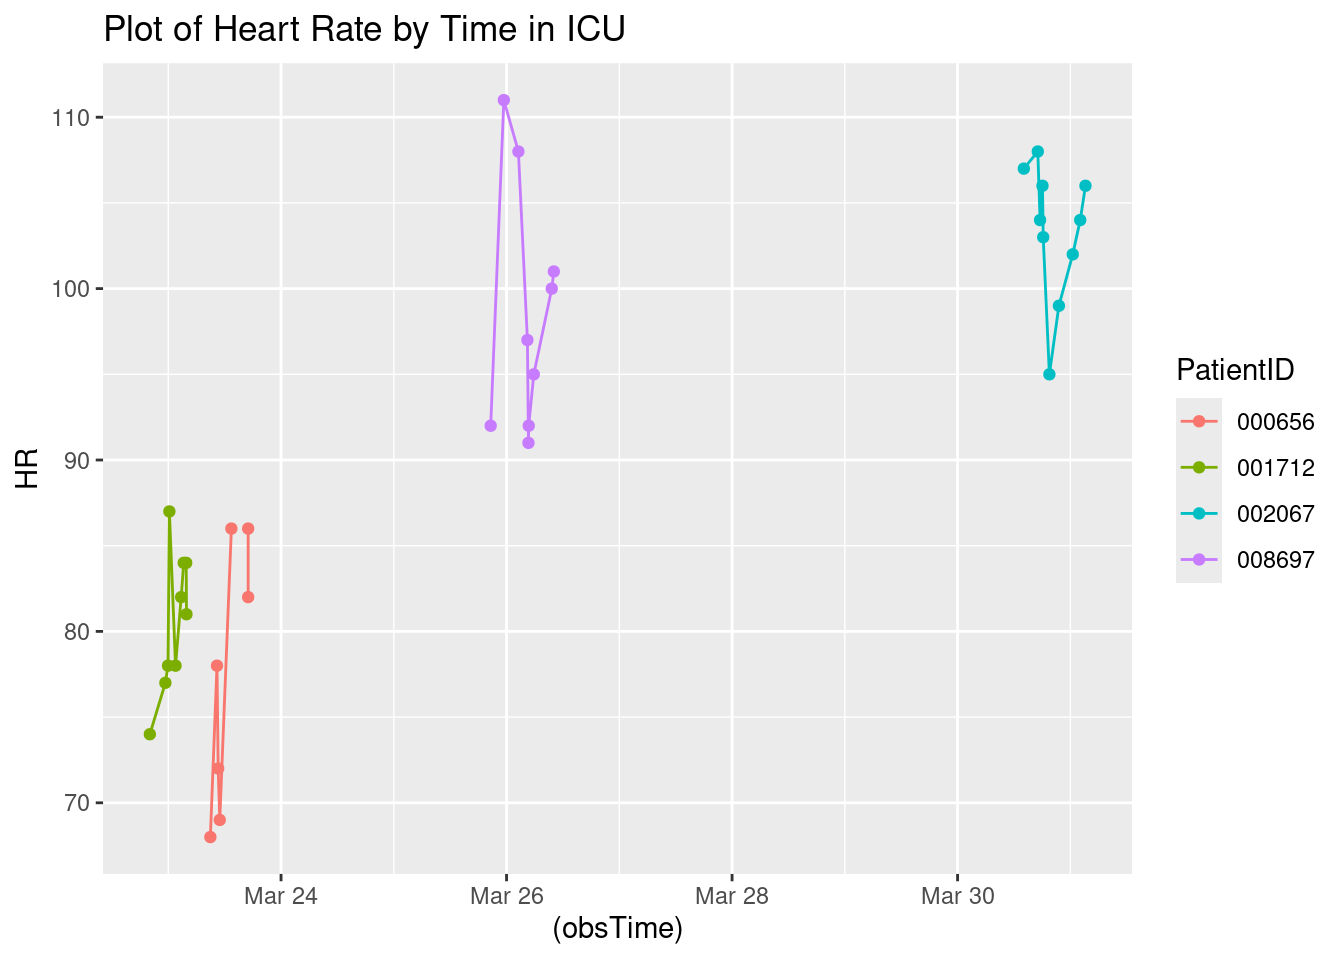 Plot of Heart Rate by Time in ICU
110
100
90
80
70
HR
Mar 24
Mar 26
Mar 28
Mar 30
(obsTime)
PatientID
000656
001712
002067
008697